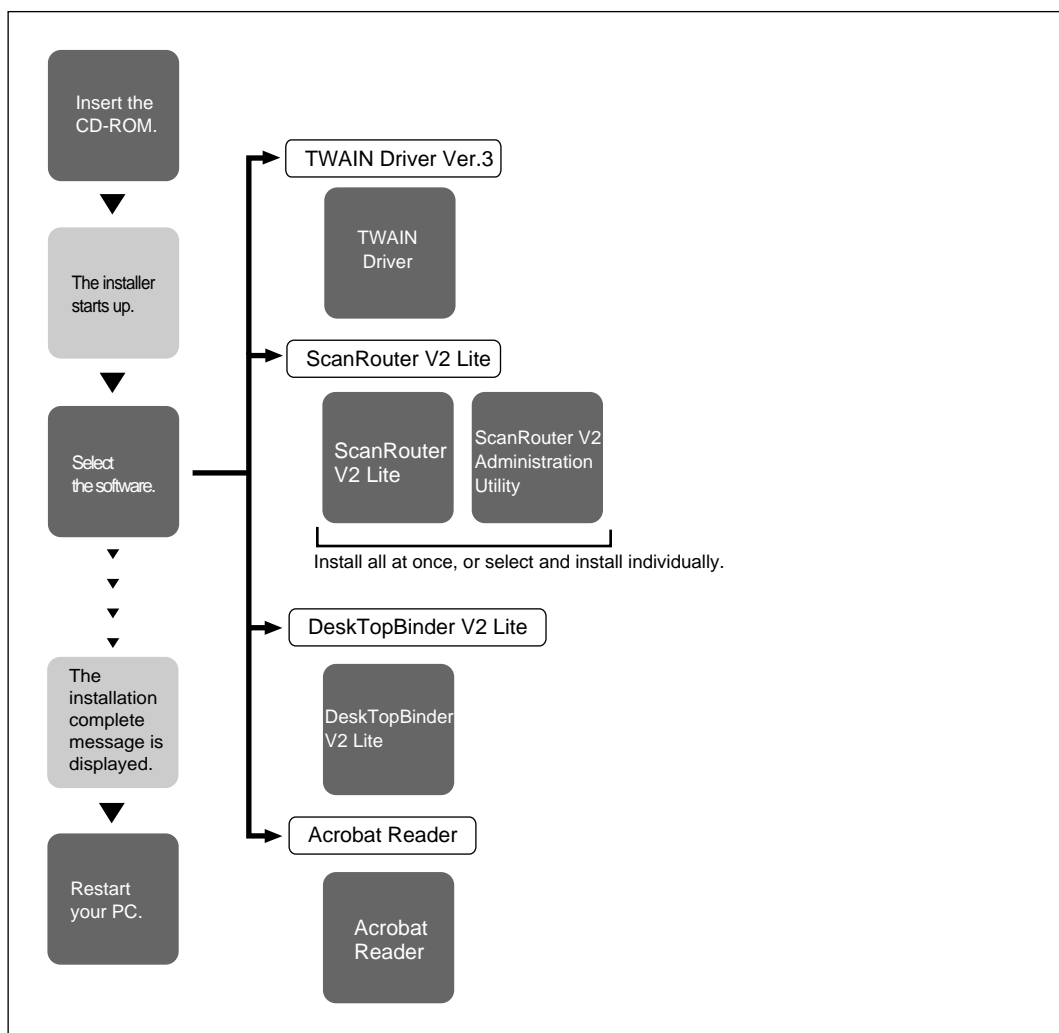 Insert the
CD-ROM.
The installer
starts up.
Select
the software.
The
installation
complete
message is
displayed.
Restart
your PC.
TWAIN Driver Ver.3
TWAIN
Driver
ScanRouter V2 Lite
ScanRouter
V2 Lite
ScanRouter V2
Administration
Utility
Install all at once, or select and install individually.
DeskTopBinder V2 Lite
DeskTopBinder
V2 Lite
Acrobat Reader
Acrobat
Reader